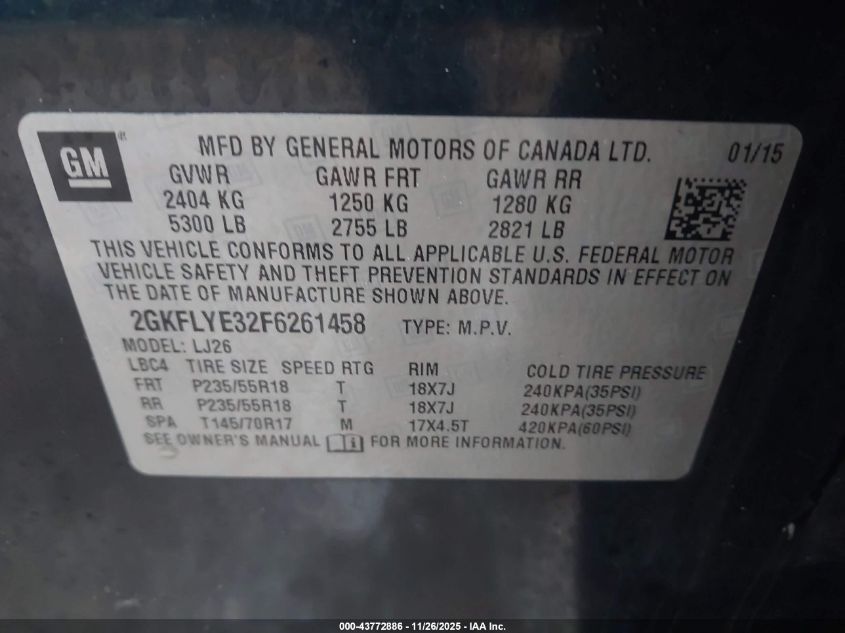 GM
MFD BY GENERAL MOTORS OF CANADA LTD. 01/15
GVWR GAWR FRT GAWR RR
2404 KG 1250 KG 1280 KG
5300 LB 2755 LB 2821 LB
THIS VEHICLE CONFORMS TO ALL APPLICABLE U.S. FEDERAL MOTOR
VEHICLE SAFETY AND THEFT PREVENTION STANDARDS IN EFFECT ON
THE DATE OF MANUFACTURE SHOWN ABOVE.
2GKFLYE32F6261458 TYPE: M.P.V.
MODEL: LJ26
LBC4 TIRE SIZE SPEED RTG RIM COLD TIRE PRESSURE
FRT P235/55R18 T 18X7J 240KPA(35PSI)
RR P235/55R18 T 18X7J 240KPA(35PSI)
SPA T145/70R17 M 17X4.5T 420KPA(60PSI)
SEE OWNER'S MANUAL FOR MORE INFORMATION.
000-43772886 - 11/26/2025 - IAA Inc.